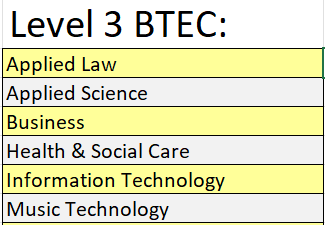 Level 3 BTEC:
Applied Law
Applied Science
Business
Health & Social Care
Information Technology
Music Technology